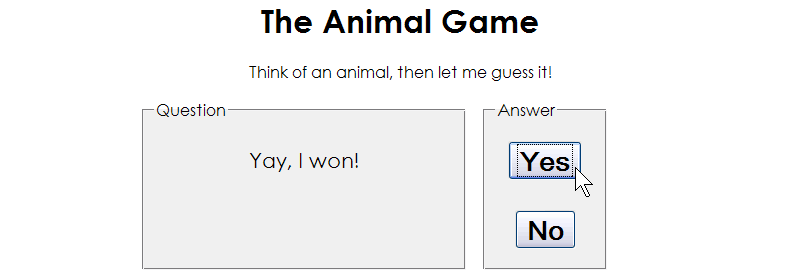 The Animal Game
Think of an animal, then let me guess it!
Question
Yay, I won!
Answer
Yes
No